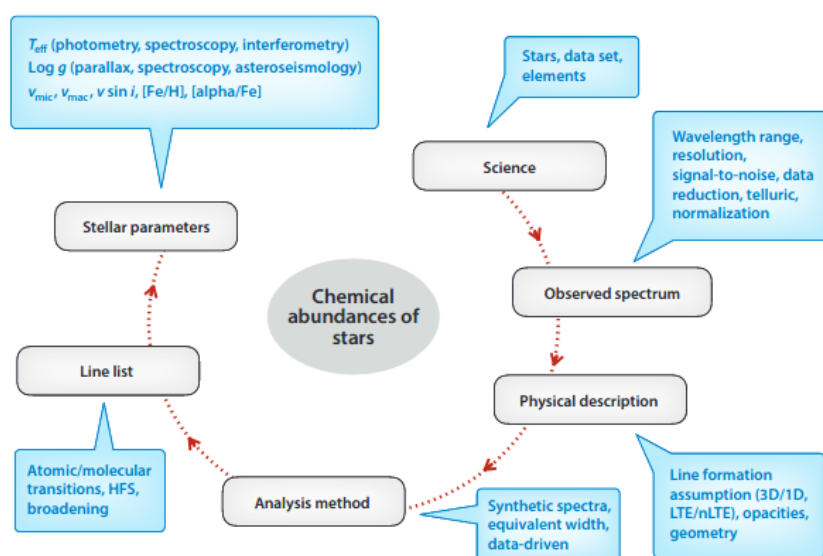 T_eff (photometry, spectroscopy, interferometry)
Log g (parallax, spectroscopy, asteroseismology)
v_mic, v_mac, v sin i, [Fe/H], [alpha/Fe]
Stars, data set,
elements
Wavelength range,
resolution,
signal-to-noise, data
reduction, telluric,
normalization
Science
Stellar parameters
Observed spectrum
Chemical
abundances of
stars
Line list
Physical description
Atomic/molecular
transitions, HFS,
broadening
Analysis method
Synthetic spectra,
equivalent width,
data-driven
Line formation
assumption (3D/1D,
LTE/nLTE), opacities,
geometry